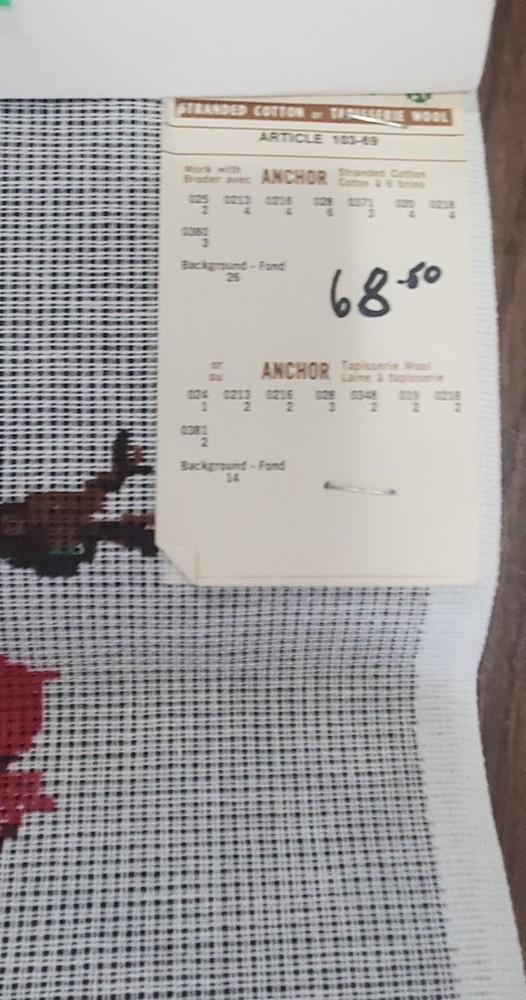 STRANDED COTTON or TAPISSERIE WOOL
ARTICLE 103-69
Work with
Broder avec
ANCHOR
Stranded Cotton
Coton à 6 brins
025 0213 0216 028 0371 020 0218
2 4 4 6 3 4 4
0380
3
Background - Fond
26
68.50
or
ou
ANCHOR
Tapisserie Wool
Laine à tapisserie
024 0213 0216 028 0348 019 0218
1 2 2 3 2 2 2
0381
2
Background - Fond
14